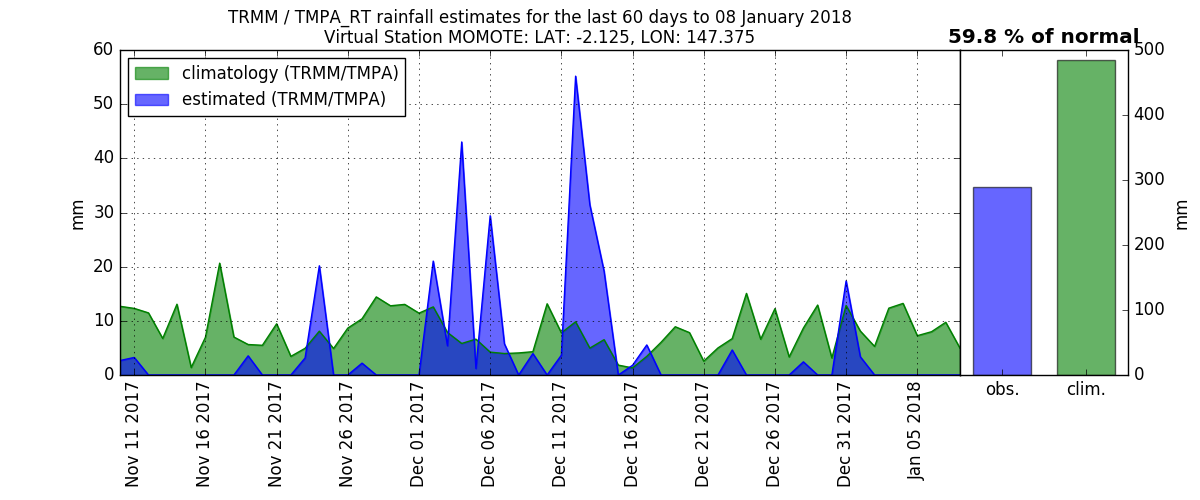 TRMM / TMPA_RT rainfall estimates for the last 60 days to 08 January 2018
Virtual Station MOMOTE: LAT: -2.125, LON: 147.375
59.8 % of normal
climatology (TRMM/TMPA)
estimated (TRMM/TMPA)
60
50
40
30
20
10
0
mm
Nov 11 2017
Nov 16 2017
Nov 21 2017
Nov 26 2017
Dec 01 2017
Dec 06 2017
Dec 11 2017
Dec 16 2017
Dec 21 2017
Dec 26 2017
Dec 31 2017
Jan 05 2018
obs.
clim.
500
400
300
200
100
0
mm